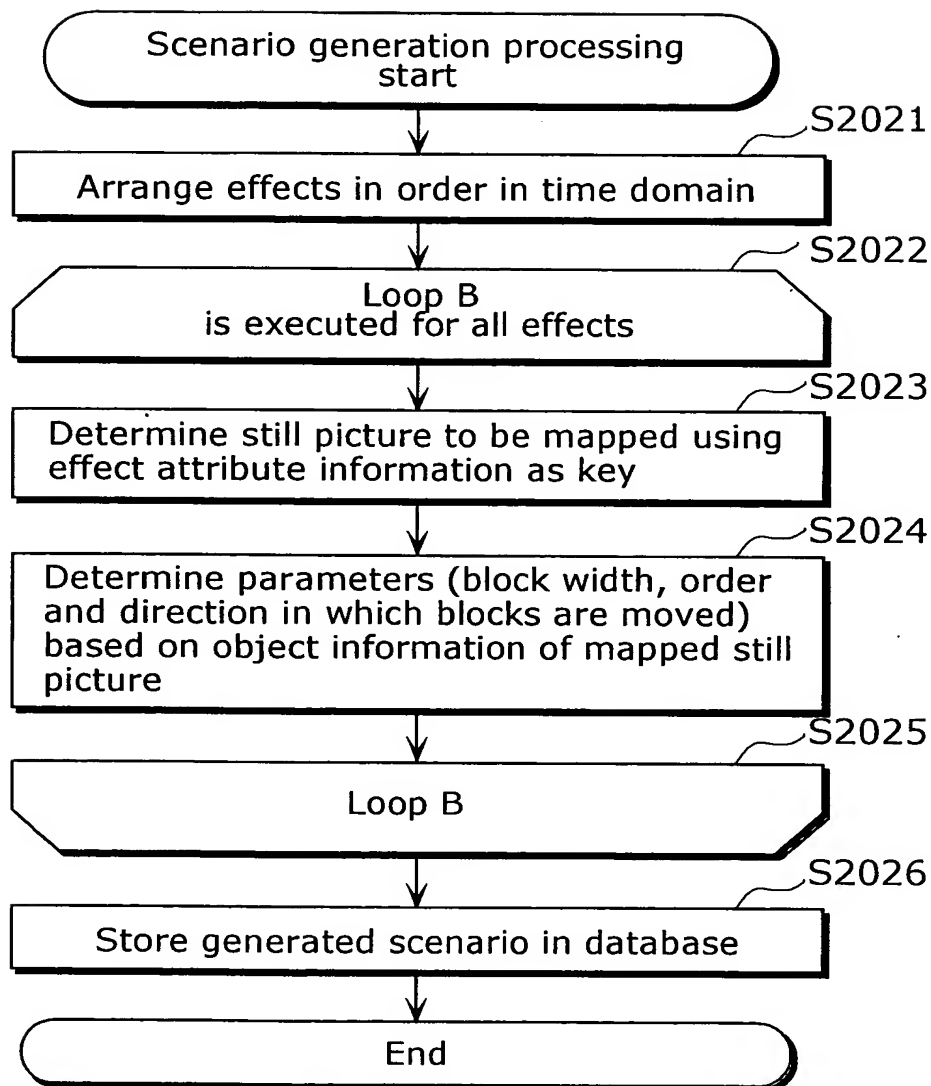 Scenario generation processing
start
S2021
Arrange effects in order in time domain
S2022
Loop B
is executed for all effects
S2023
Determine still picture to be mapped using
effect attribute information as key
S2024
Determine parameters (block width, order
and direction in which blocks are moved)
based on object information of mapped still
picture
S2025
Loop B
S2026
Store generated scenario in database
End